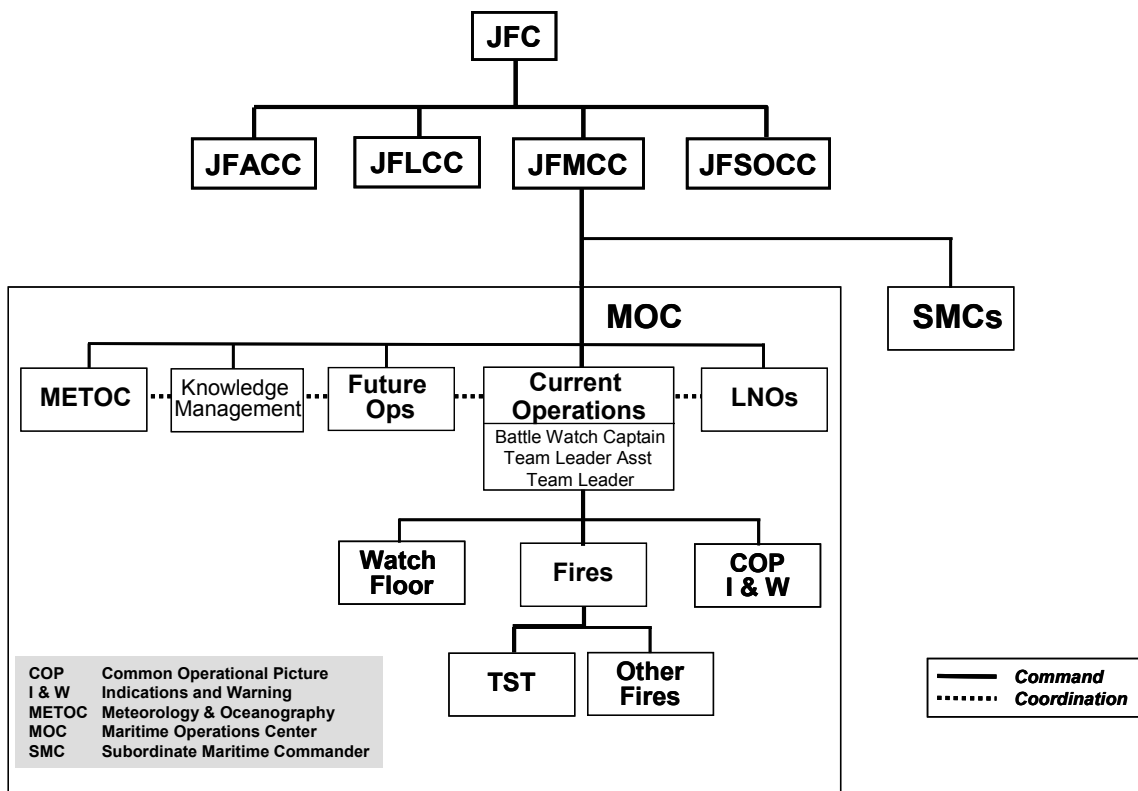 JFC
JFACC
JFLCC
JFMCC
JFSOCC
MOC
SMCs
METOC
Knowledge
Management
Future
Ops
Current
Operations
Battle Watch Captain
Team Leader Asst
Team Leader
LNOs
Watch
Floor
Fires
COP
I & W
TST
Other
Fires
COP Common Operational Picture
I & W Indications and Warning
METOC Meteorology & Oceanography
MOC Maritime Operations Center
SMC Subordinate Maritime Commander
Command
Coordination